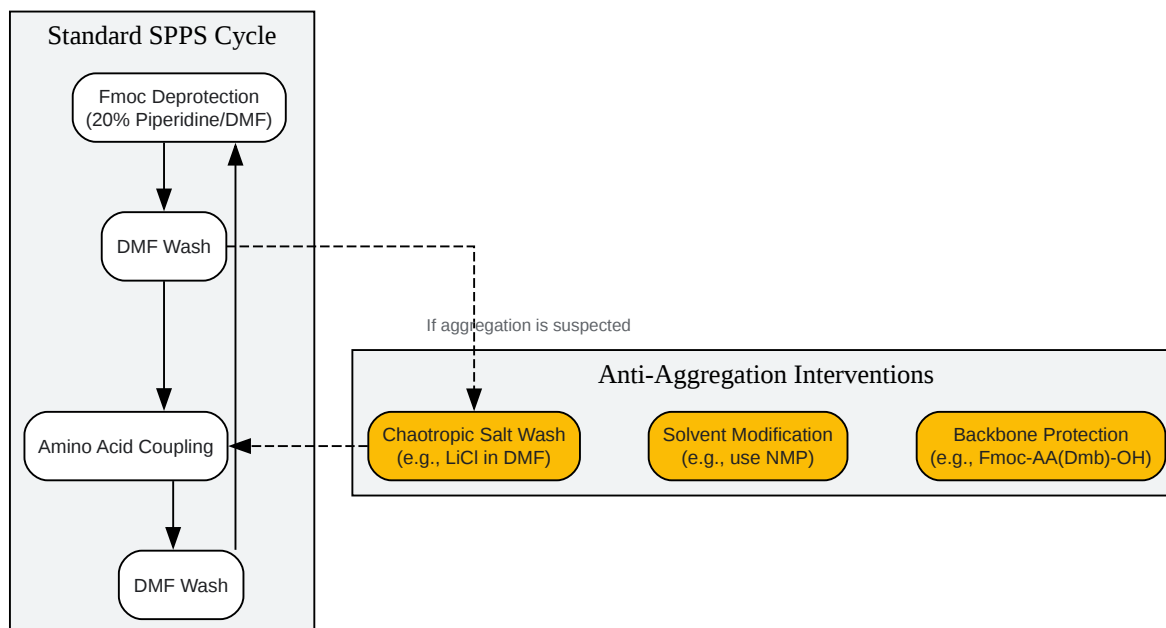 Standard SPPS Cycle
Fmoc Deprotection
(20% Piperidine/DMF)
DMF Wash
If aggregation is suspected
Anti-Aggregation Interventions
Amino Acid Coupling
Chaotropic Salt Wash
(e.g., LiCl in DMF)
Solvent Modification
(e.g., use NMP)
Backbone Protection
(e.g., Fmoc-AA(Dmb)-OH)
DMF Wash